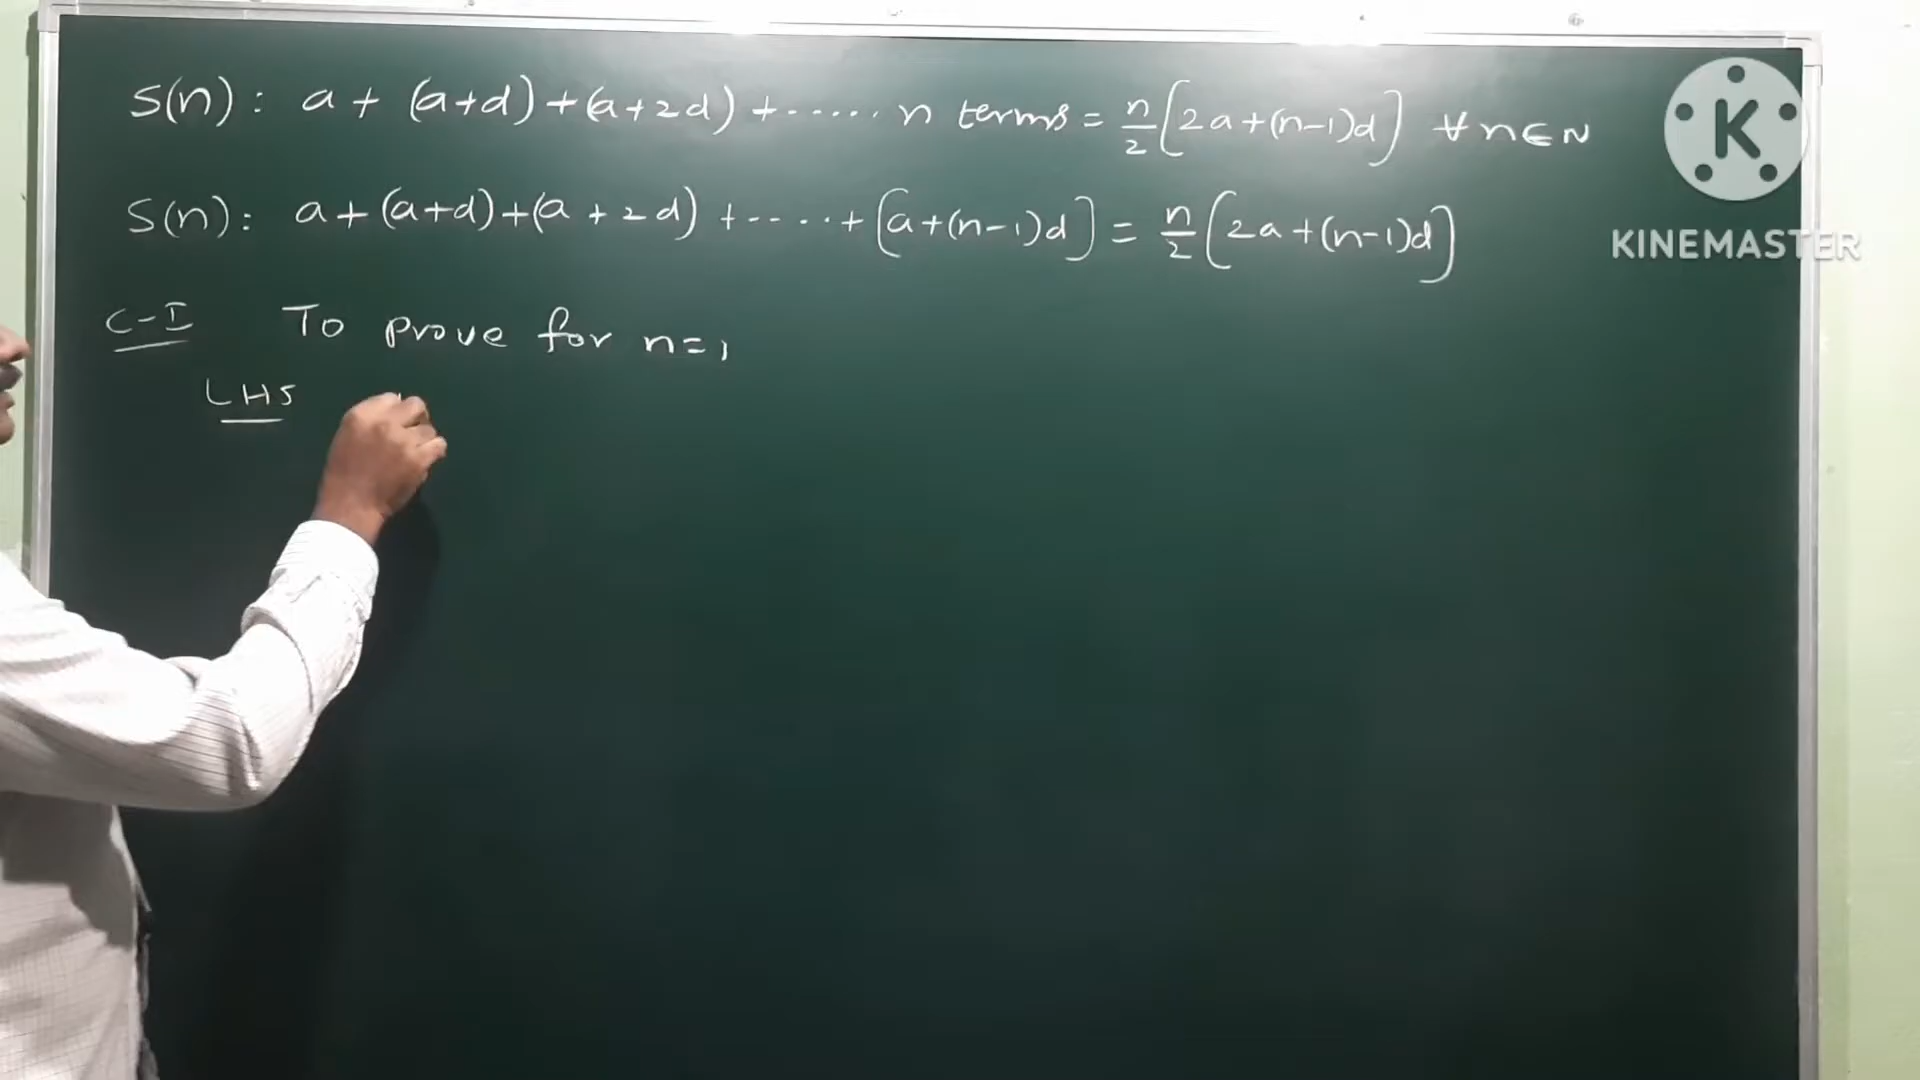 S(n): a + (a+d) + (a+2d) + ...... n terms = n/2 [2a+(n-1)d] ∀ n∈N
S(n): a + (a+d) + (a+2d) + ----.. + [a+(n-1)d] = n/2 [2a+(n-1)d]
C-I To prove for n=1
LHS
K
KINEMASTER